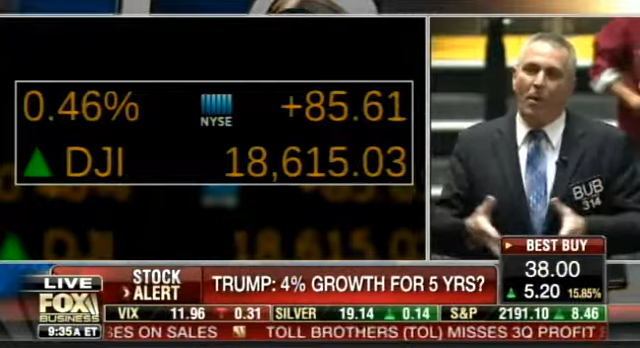 0.46% NYSE +85.61
DJI 18,615.03
BUB
314
BEST BUY
38.00
5.20 15.85%
LIVE
FOX
BUSINESS
9:35A ET
STOCK
ALERT
TRUMP: 4% GROWTH FOR 5 YRS?
VIX 11.96 0.31 SILVER 19.14 0.14 S&P 2191.10 8.46
ON SALES TOLL BROTHERS (TOL) MISSES 3Q PROFIT